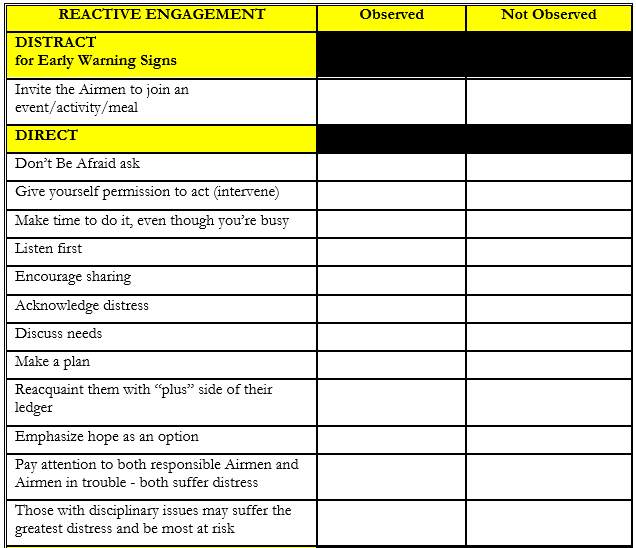 REACTIVE ENGAGEMENT Observed Not Observed
DISTRACT
for Early Warning Signs
Invite the Airmen to join an
event/activity/meal
DIRECT
Don’t Be Afraid ask
Give yourself permission to act (intervene)
Make time to do it, even though you’re busy
Listen first
Encourage sharing
Acknowledge distress
Discuss needs
Make a plan
Reacquaint them with “plus” side of their
ledger
Emphasize hope as an option
Pay attention to both responsible Airmen and
Airmen in trouble - both suffer distress
Those with disciplinary issues may suffer the
greatest distress and be most at risk